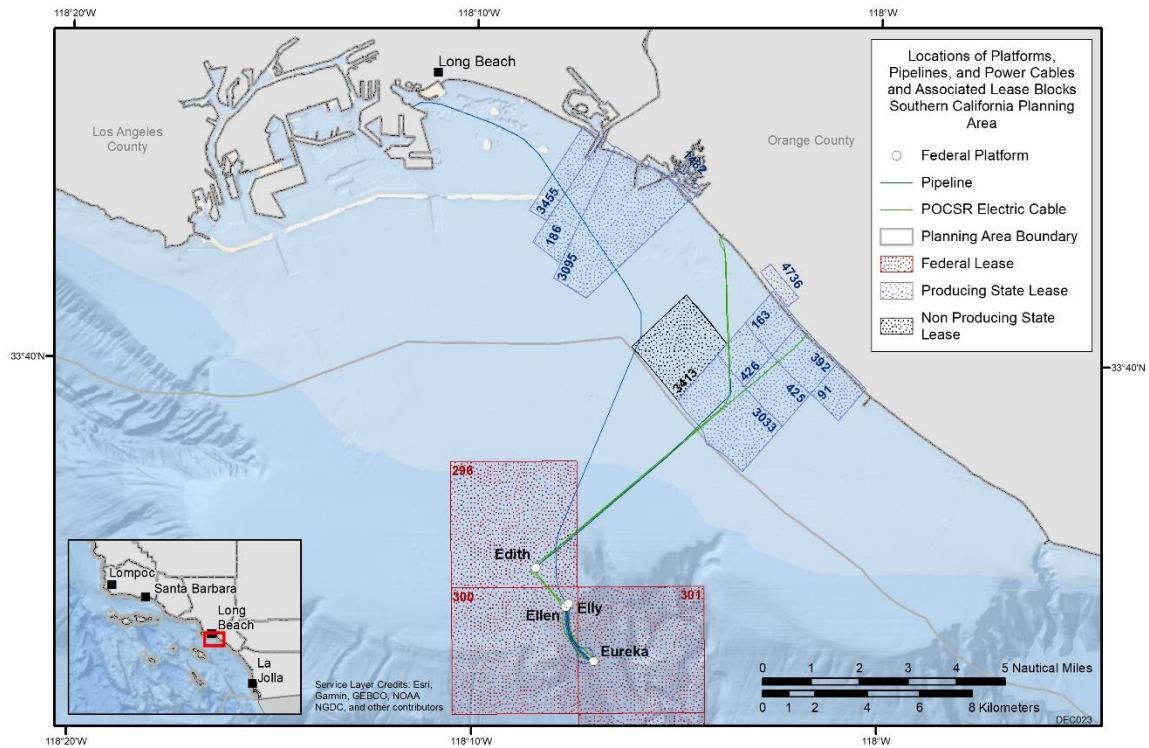 118°20'W
118°10'W
118°W
Long Beach
Los Angeles
County
Orange County
Locations of Platforms,
Pipelines, and Power Cables
and Associated Lease Blocks
Southern California Planning
Area
Federal Platform
Pipeline
POCSR Electric Cable
Planning Area Boundary
Federal Lease
Producing State Lease
Non Producing State
Lease
1482
3455
186
3095
4736
163
392
426
425
91
3413
3033
33°40'N
33°40'N
296
Edith
300
301
Ellen
Elly
Eureka
Lompoc
Santa Barbara
Long
Beach
La
Jolla
Service Layer Credits: Esri,
Garmin, GEBCO, NOAA
NGDC, and other contributors
0 1 2 3 4 5 Nautical Miles
0 1 2 4 6 8 Kilometers
DEC023
118°20'W
118°10'W
118°W